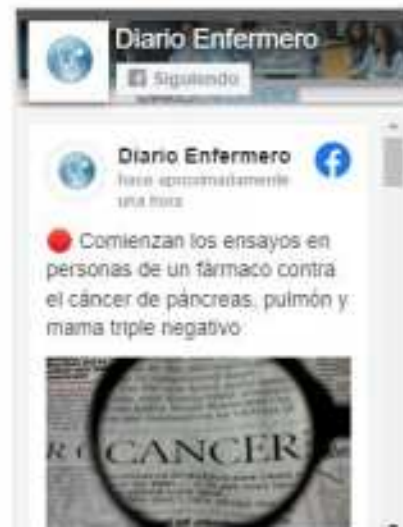 Diario Enfermero
Siguiendo
Diario Enfermero
hace aproximadamente
una hora
Comienzan los ensayos en
personas de un fármaco contra
el cáncer de páncreas, pulmón y
mama triple negativo
CANCER